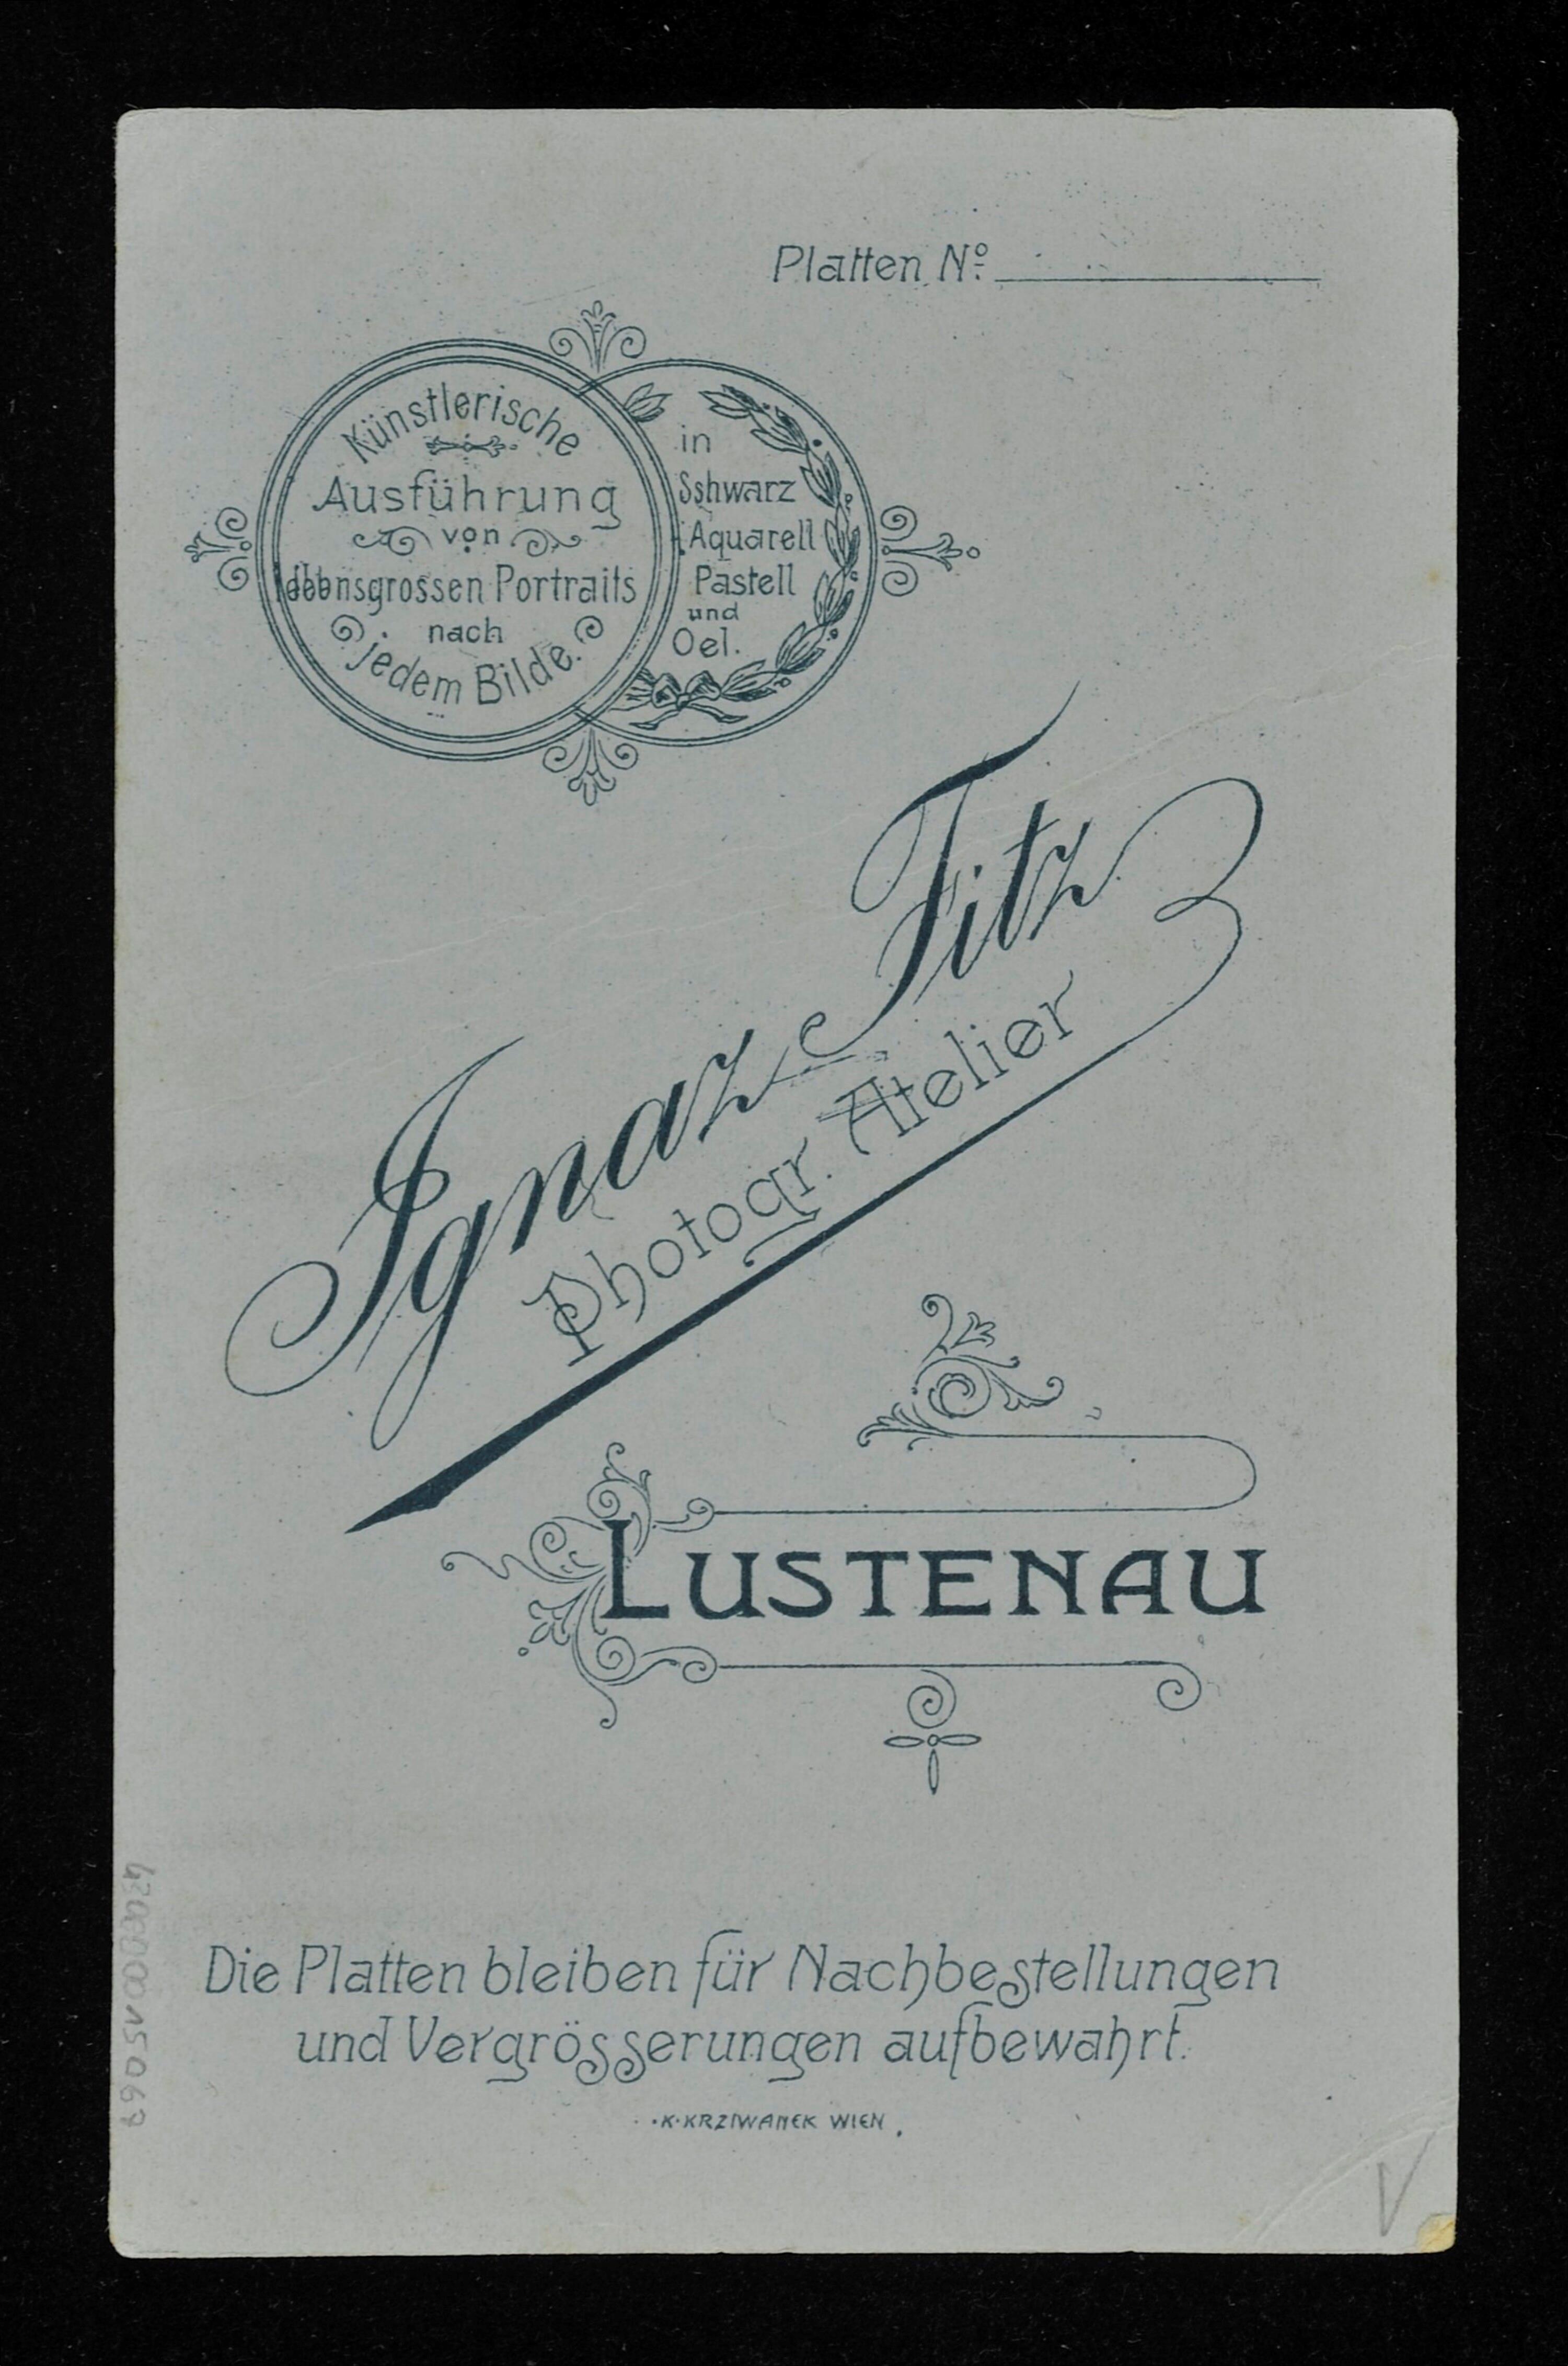 Platten Nº
Künstlerische
Ausführung
von
Portraits
nach
jedem Bilde.
in
Sshwarz
Aquarell
Pastell
und
Oel.
Ignaz Fitz
Photogr. Atelier
LUSTENAU
Die Platten bleiben für Nachbestellungen
und Vergrösserungen aufbewahrt.
K. KRZIWANEK WIEN.
V